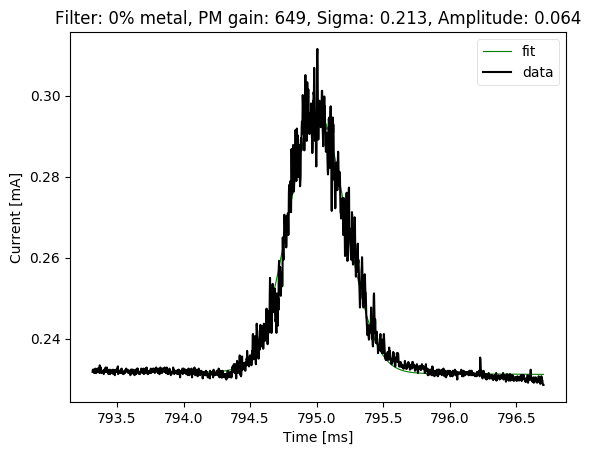 Filter: 0% metal, PM gain: 649, Sigma: 0.213, Amplitude: 0.064
fit
data
0.30
0.28
0.26
0.24
Current [mA]
793.5 794.0 794.5 795.0 795.5 796.0 796.5
Time [ms]